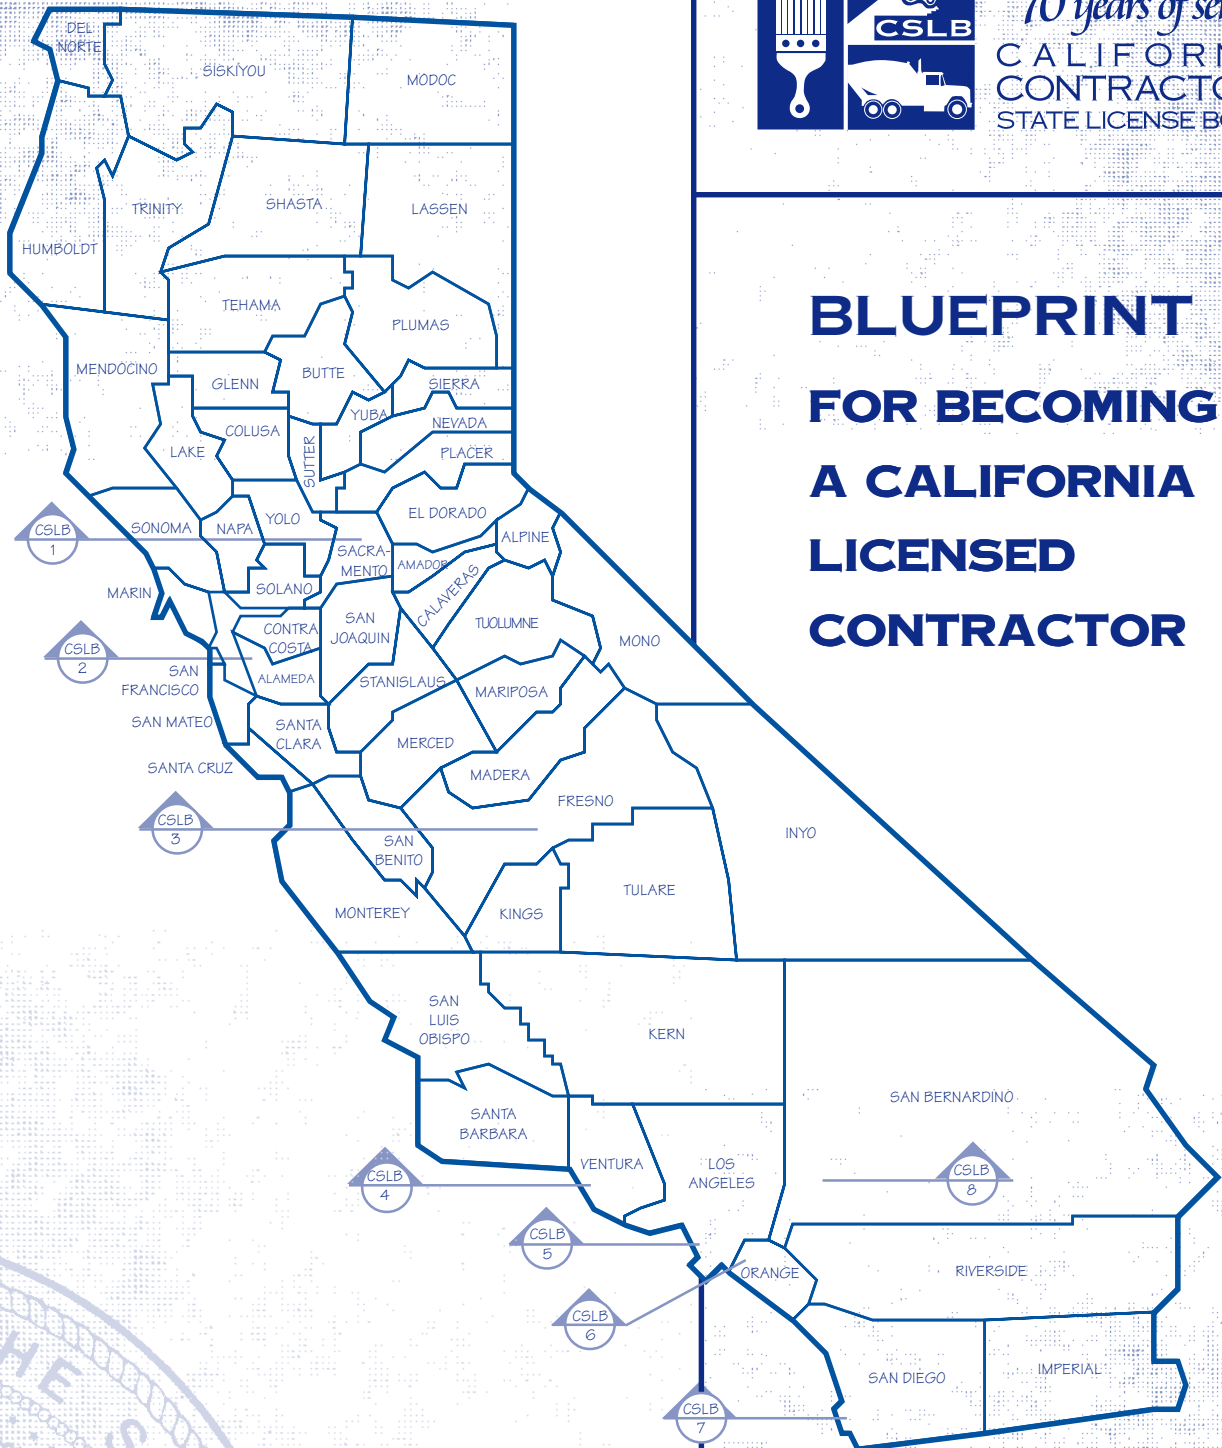 70 years of
CSLB
CALIFOR
CONTRACTO
STATE LICENSE B
BLUEPRINT
FOR BECOMING
A CALIFORNIA
LICENSED
CONTRACTOR
DEL
NORTE
SISKIYOU
MODOC
TRINITY
SHASTA
LASSEN
HUMBOLDT
TEHAMA
PLUMAS
MENDOCINO
GLENN
BUTTE
SIERRA
YUBA
NEVADA
COLUSA
LAKE
SUTTER
PLACER
SONOMA
NAPA
YOLO
EL DORADO
ALPINE
CSLB
1
SACRA-
MENTO
AMADOR
MARIN
SOLANO
CALAVERAS
SAN
JOAQUIN
TUOLUMNE
MONO
CONTRA
COSTA
CSLB
2
SAN
FRANCISCO
ALAMEDA
STANISLAUS
MARIPOSA
SAN MATEO
SANTA
CLARA
MERCED
SANTA CRUZ
MADERA
FRESNO
CSLB
3
SAN
BENITO
INYO
TULARE
MONTEREY
KINGS
SAN
LUIS
OBISPO
KERN
SAN BERNARDINO
SANTA
BARBARA
VENTURA
LOS
ANGELES
CSLB
4
CSLB
8
CSLB
5
ORANGE
RIVERSIDE
CSLB
6
SAN DIEGO
IMPERIAL
CSLB
7
HE
S